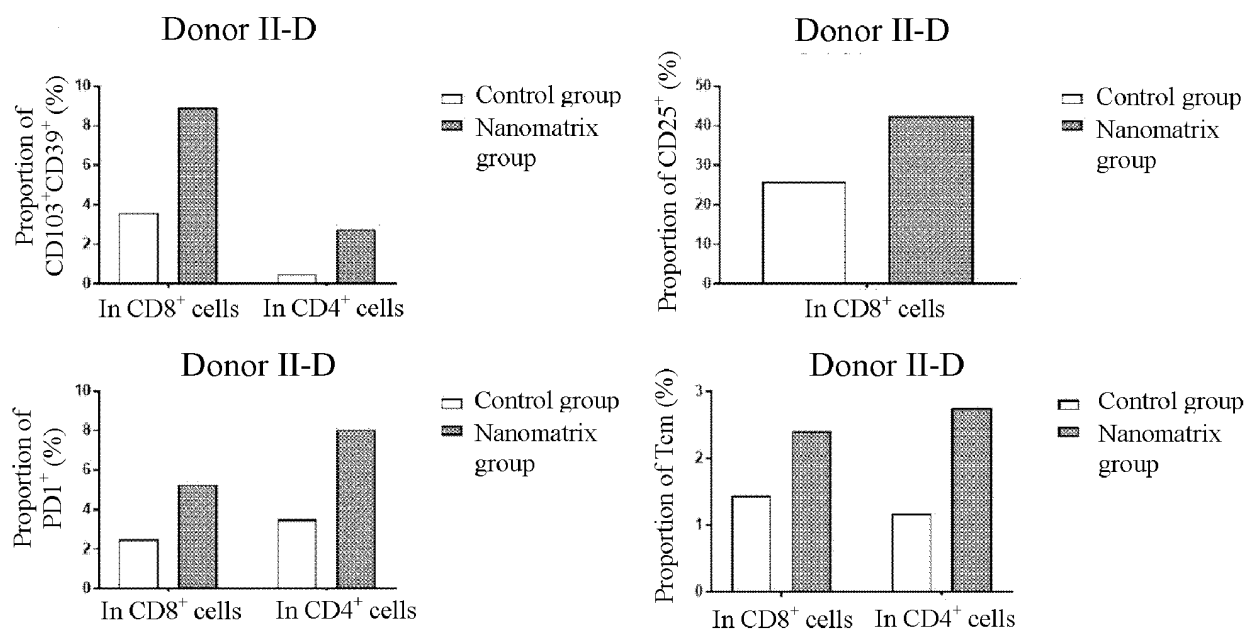 Donor II-D
Proportion of
CD103⁺CD39⁺ (%)
10
8
6
4
2
0
In CD8⁺ cells
In CD4⁺ cells
Control group
Nanomatrix
group
Donor II-D
Proportion of CD25⁺ (%)
50
40
30
20
10
0
In CD8⁺ cells
Control group
Nanomatrix
group
Donor II-D
Proportion of
PD1⁺ (%)
10
8
6
4
2
0
In CD8⁺ cells
In CD4⁺ cells
Control group
Nanomatrix
group
Donor II-D
Proportion of Tcm (%)
3
2
1
0
In CD8⁺ cells
In CD4⁺ cells
Control group
Nanomatrix
group